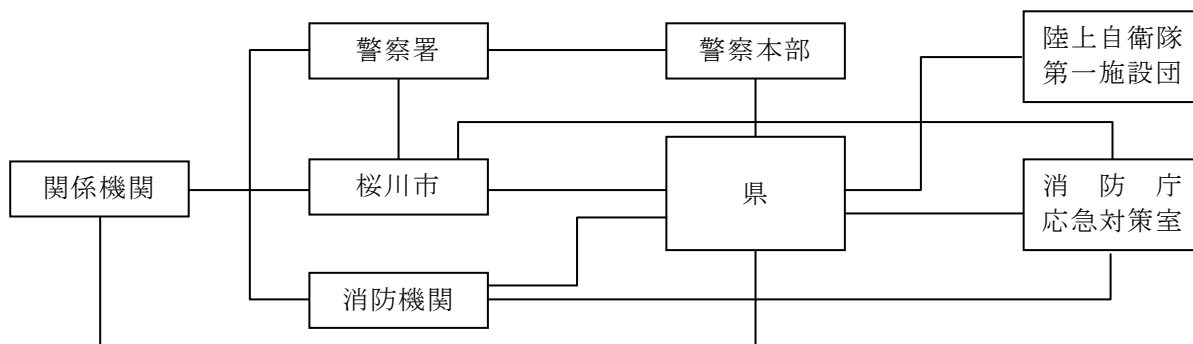 警察署
警察本部
陸上自衛隊
第一施設団
関係機関
桜川市
県
消防庁
応急対策室
消防機関